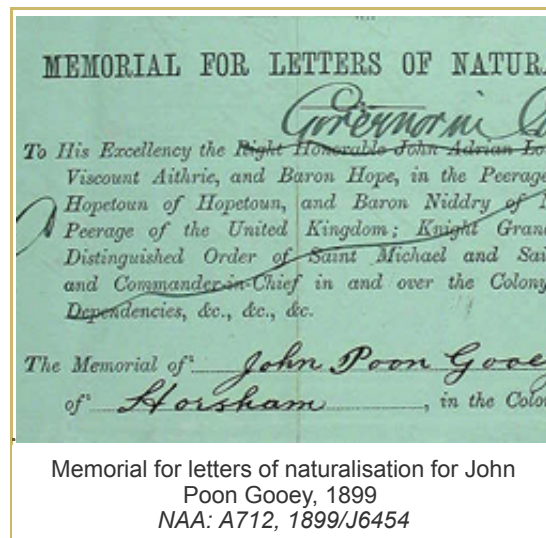 MEMORIAL FOR LETTERS OF NATUR
Governor in
To His Excellency the Right Honorable John Adrian Lo
Viscount Aithrie, and Baron Hope, in the Peerage
Hopetoun of Hopetoun, and Baron Niddry of
Peerage of the United Kingdom; Knight Gran
Distinguished Order of Saint Michael and Sai
and Commander-in-Chief in and over the Colony
Dependencies, &c., &c., &c.
The Memorial of John Poon Gooey
of Horsham, in the Colo
Memorial for letters of naturalisation for John
Poon Gooey, 1899
NAA: A712, 1899/J6454